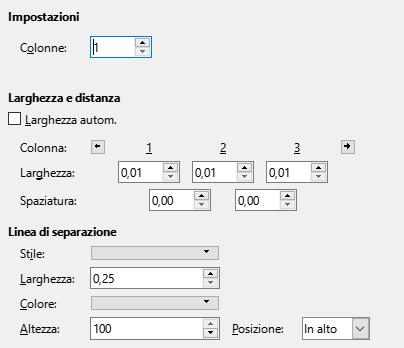 Impostazioni
Colonne: 1
Larghezza e distanza
Larghezza autom.
Colonna: 1 2 3
Larghezza: 0,01 0,01 0,01
Spaziatura: 0,00 0,00
Linea di separazione
Stile:
Larghezza: 0,25
Colore:
Altezza: 100 Posizione: In alto